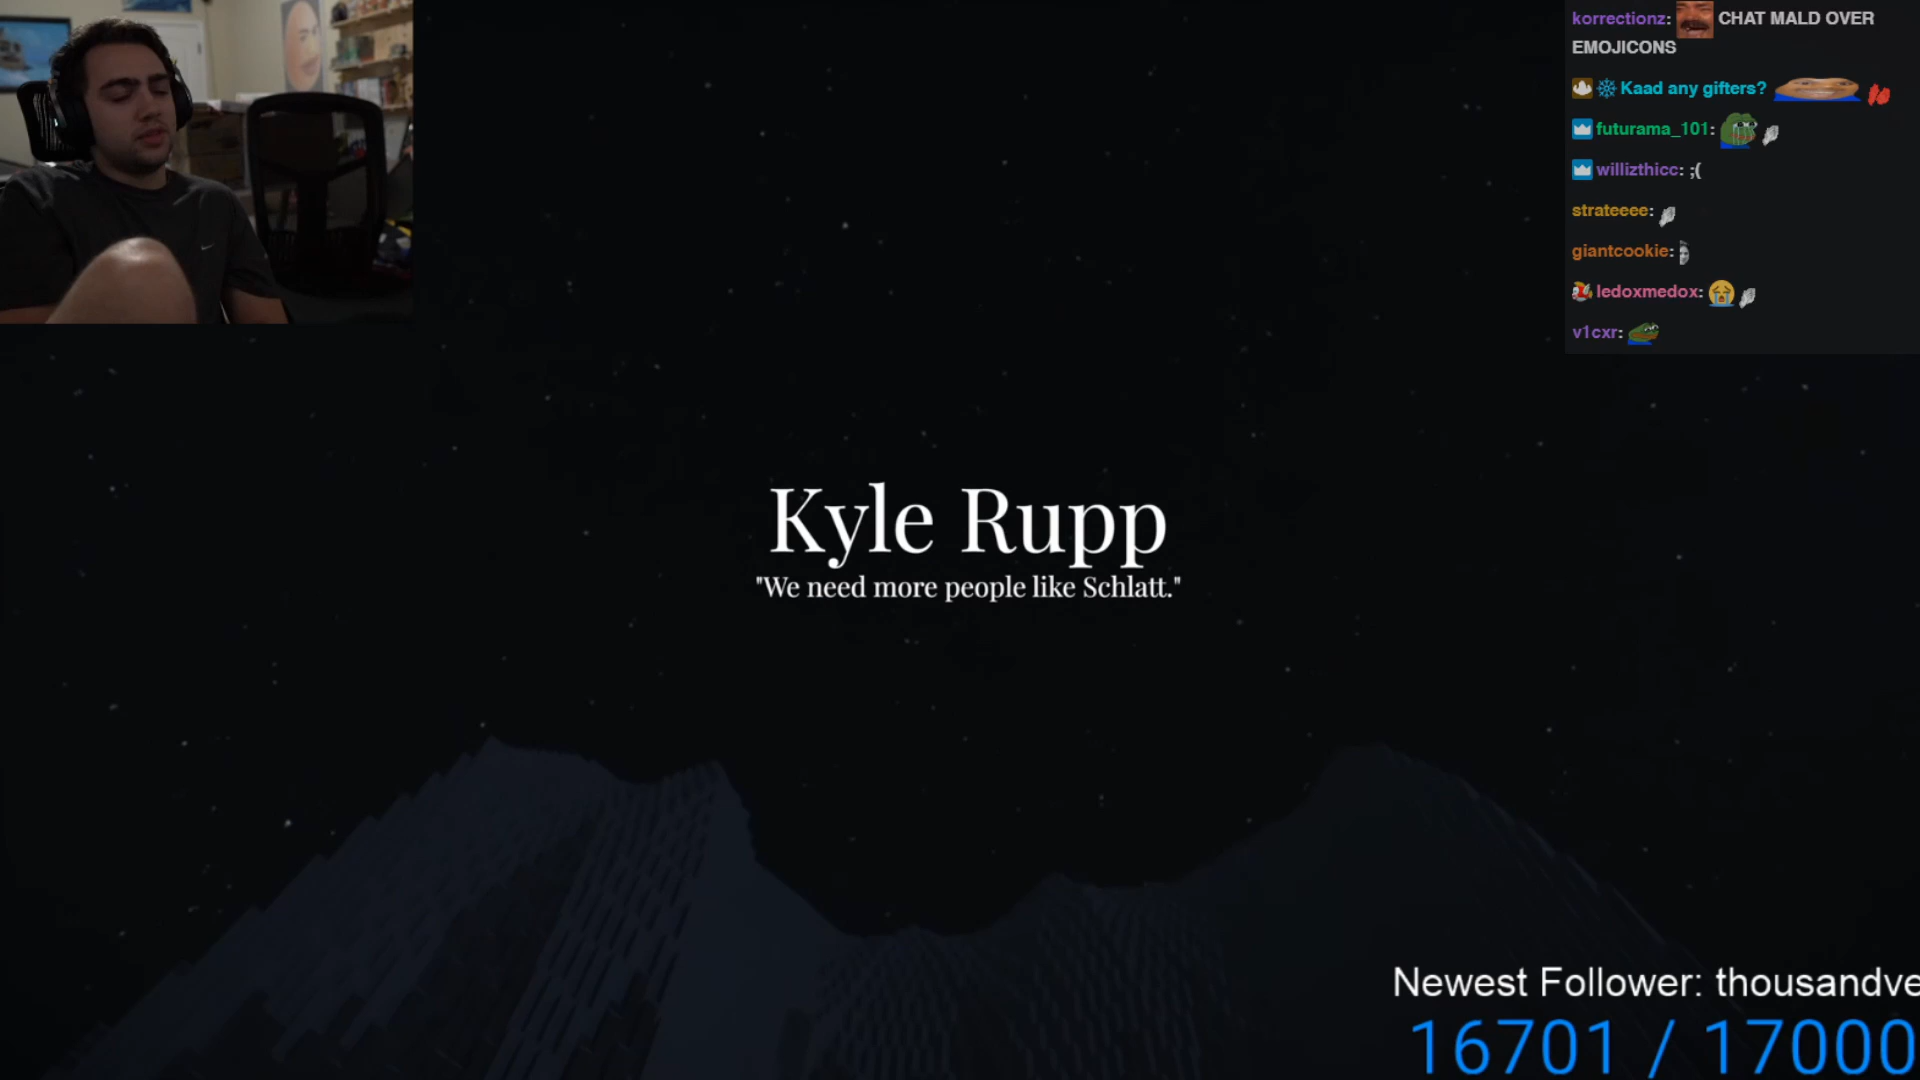 korrectionz: CHAT MALD OVER
EMOJICONS
Kaad any gifters?
futurama_101:
willizthicc: ;(
strateeee:
giantcookie:
ledoxmedox:
v1cxr:
Kyle Rupp
"We need more people like Schlatt."
Newest Follower: thousandve
16701 / 17000